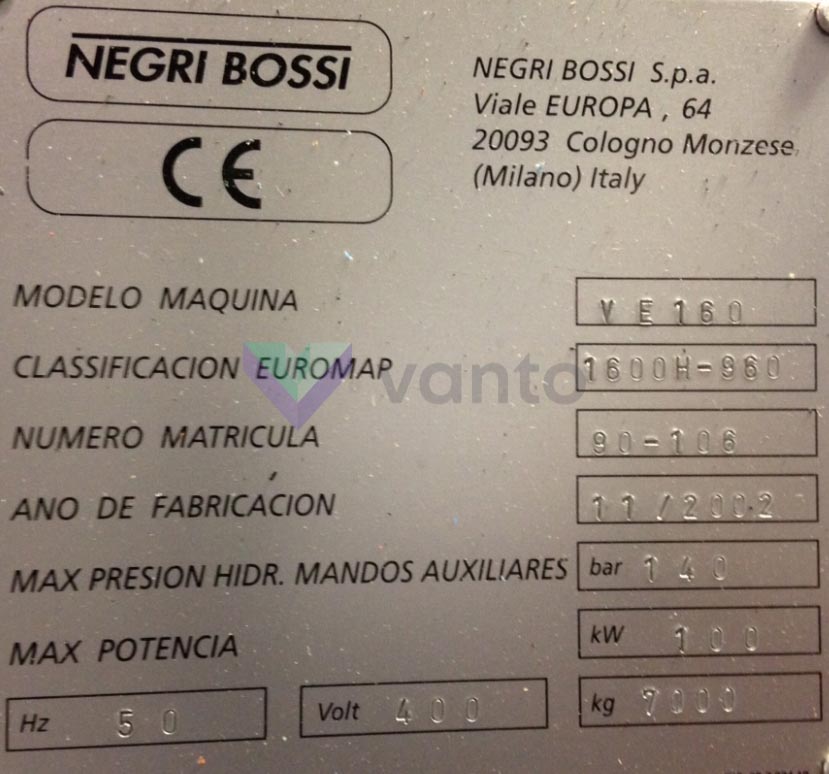 NEGRI BOSSI
NEGRI BOSSI S.p.a.
Viale EUROPA , 64
20093 Cologno Monzese
(Milano) Italy
CE
MODELO MAQUINA VE160
CLASSIFICACION EUROMAP 1600H-960
vanto
NUMERO MATRICULA 90-106
ANO DE FABRICACION 11/2002
MAX PRESION HIDR. MANDOS AUXILIARES bar 140
MAX POTENCIA kW 100
Hz 50 Volt 400 kg 7000